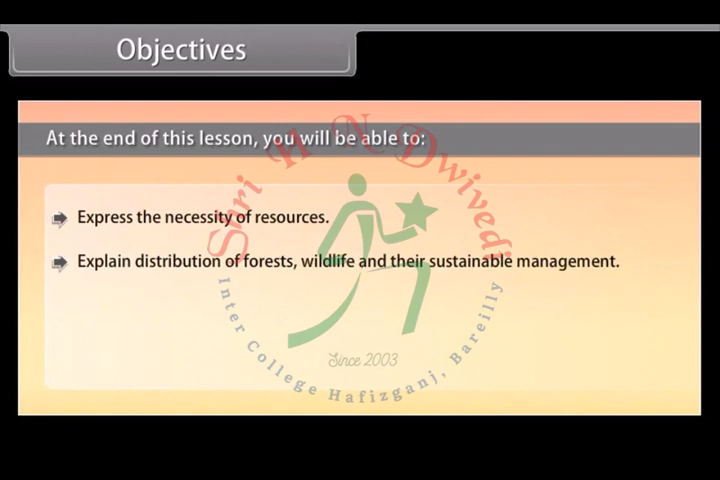 Objectives
At the end of this lesson, you will be able to:
Express the necessity of resources.
Explain distribution of forests, wildlife and their sustainable management.
Shri H N Dwivedi
Since 2003
Inter College Hafizganj, Bareilly